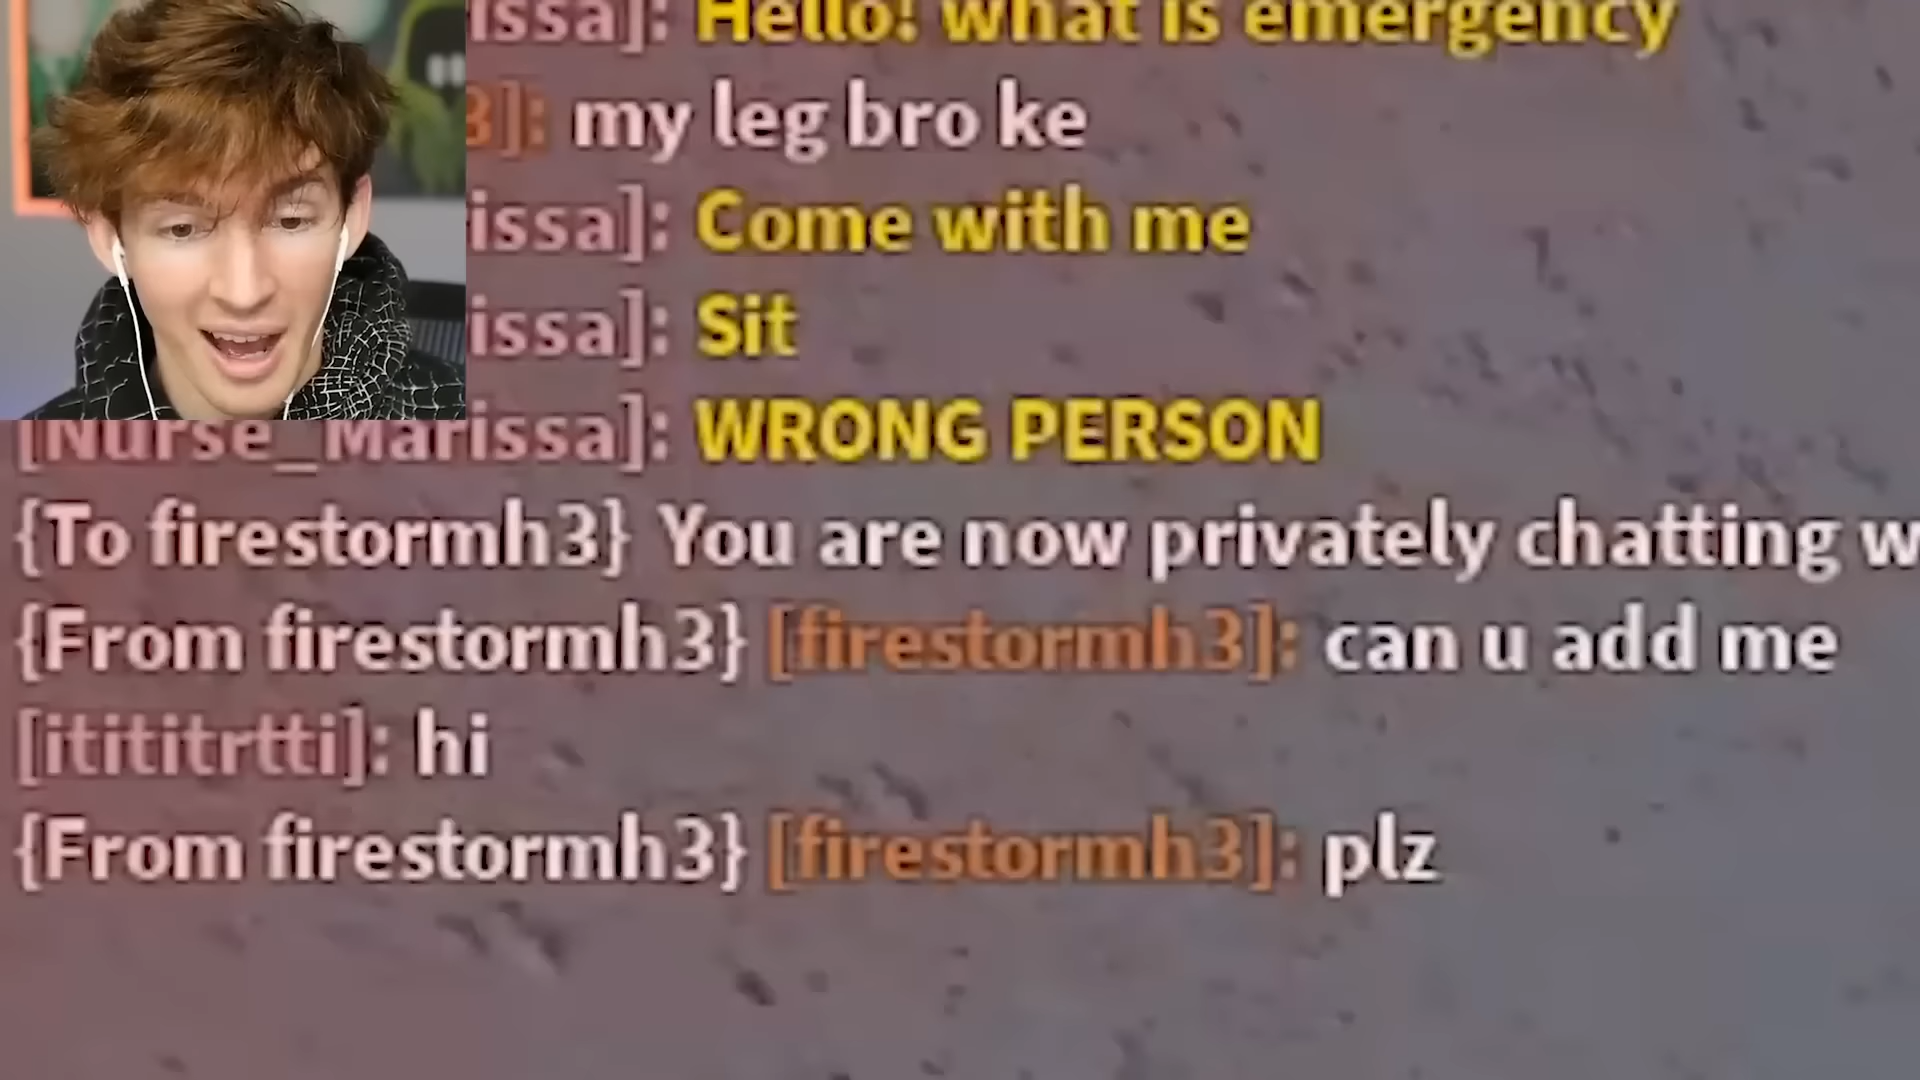 issa]: Hello! what is emergency
3]: my leg bro ke
issa]: Come with me
issa]: Sit
[Nurse_Marissa]: WRONG PERSON
{To firestormh3} You are now privately chatting w
{From firestormh3} [firestormh3]: can u add me
[itititrtti]: hi
{From firestormh3} [firestormh3]: plz